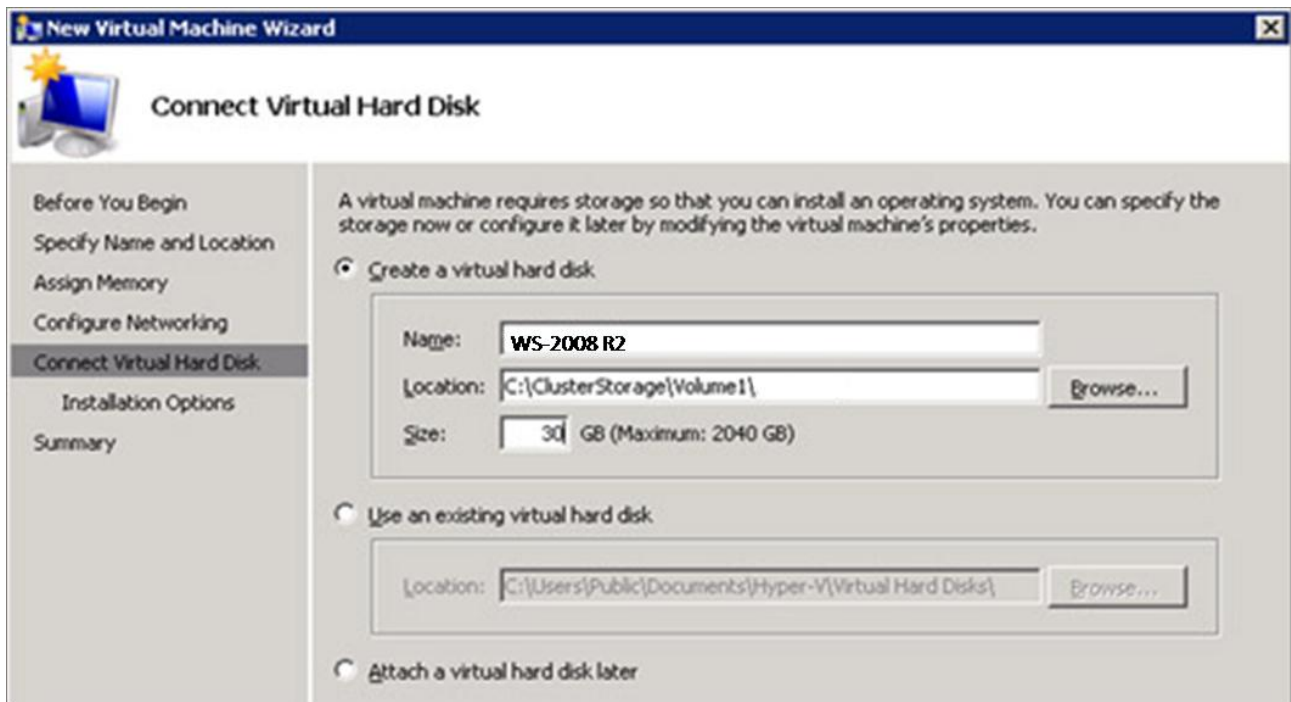 New Virtual Machine Wizard
Connect Virtual Hard Disk
Before You Begin
Specify Name and Location
Assign Memory
Configure Networking
Connect Virtual Hard Disk
Installation Options
Summary
A virtual machine requires storage so that you can install an operating system. You can specify the
storage now or configure it later by modifying the virtual machine's properties.
Create a virtual hard disk
Name: WS-2008 R2
Location: C:\ClusterStorage\Volume1\ Browse...
Size: 30 GB (Maximum: 2040 GB)
Use an existing virtual hard disk
Location: C:\Users\Public\Documents\Hyper-V\Virtual Hard Disks\ Browse...
Attach a virtual hard disk later